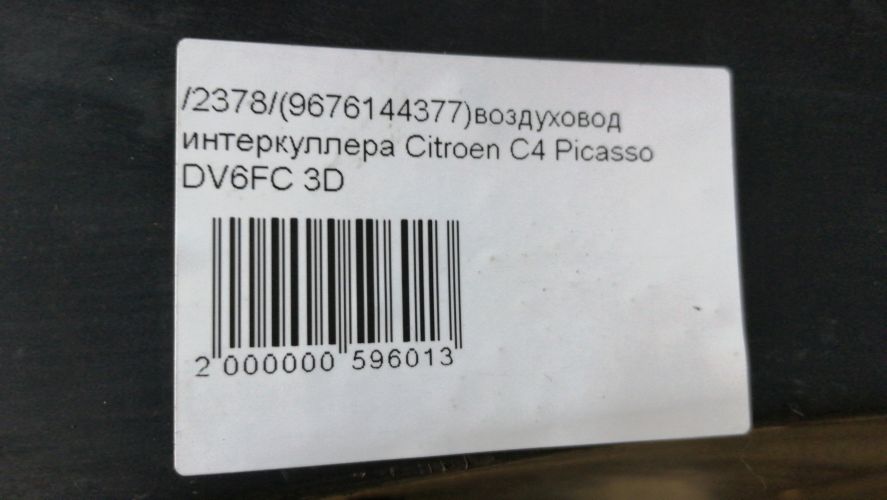 /2378/(9676144377)воздуховод
интеркуллера Citroen C4 Picasso
DV6FC 3D
2 000000 596013